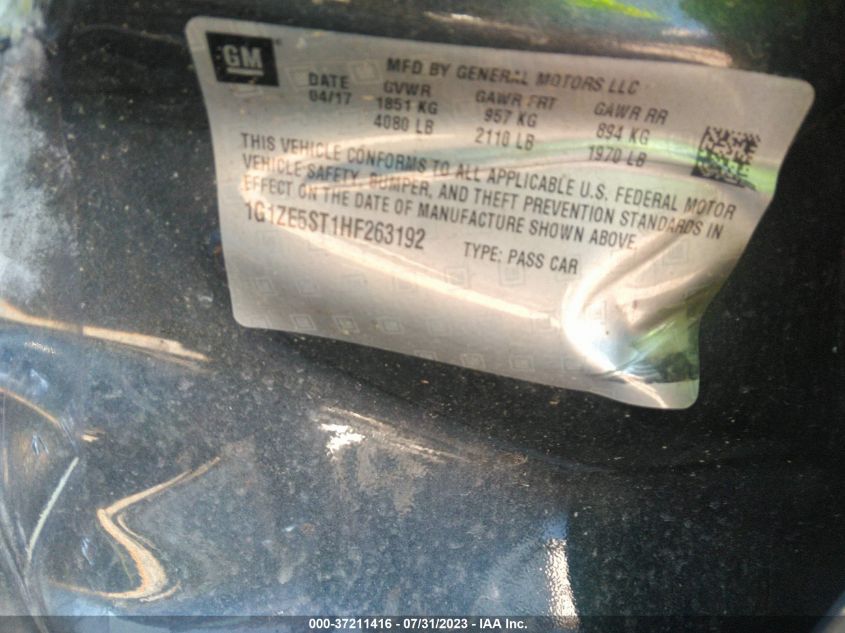 GM
MFD BY GENERAL MOTORS LLC
DATE GVWR GAWR FRT GAWR RR
04/17 1851 KG 957 KG 894 KG
4080 LB 2110 LB 1970 LB
THIS VEHICLE CONFORMS TO ALL APPLICABLE U.S. FEDERAL MOTOR
VEHICLE SAFETY, BUMPER, AND THEFT PREVENTION STANDARDS IN
EFFECT ON THE DATE OF MANUFACTURE SHOWN ABOVE.
1G1ZE5ST1HF263192 TYPE: PASS CAR
000-37211416 - 07/31/2023 - IAA Inc.